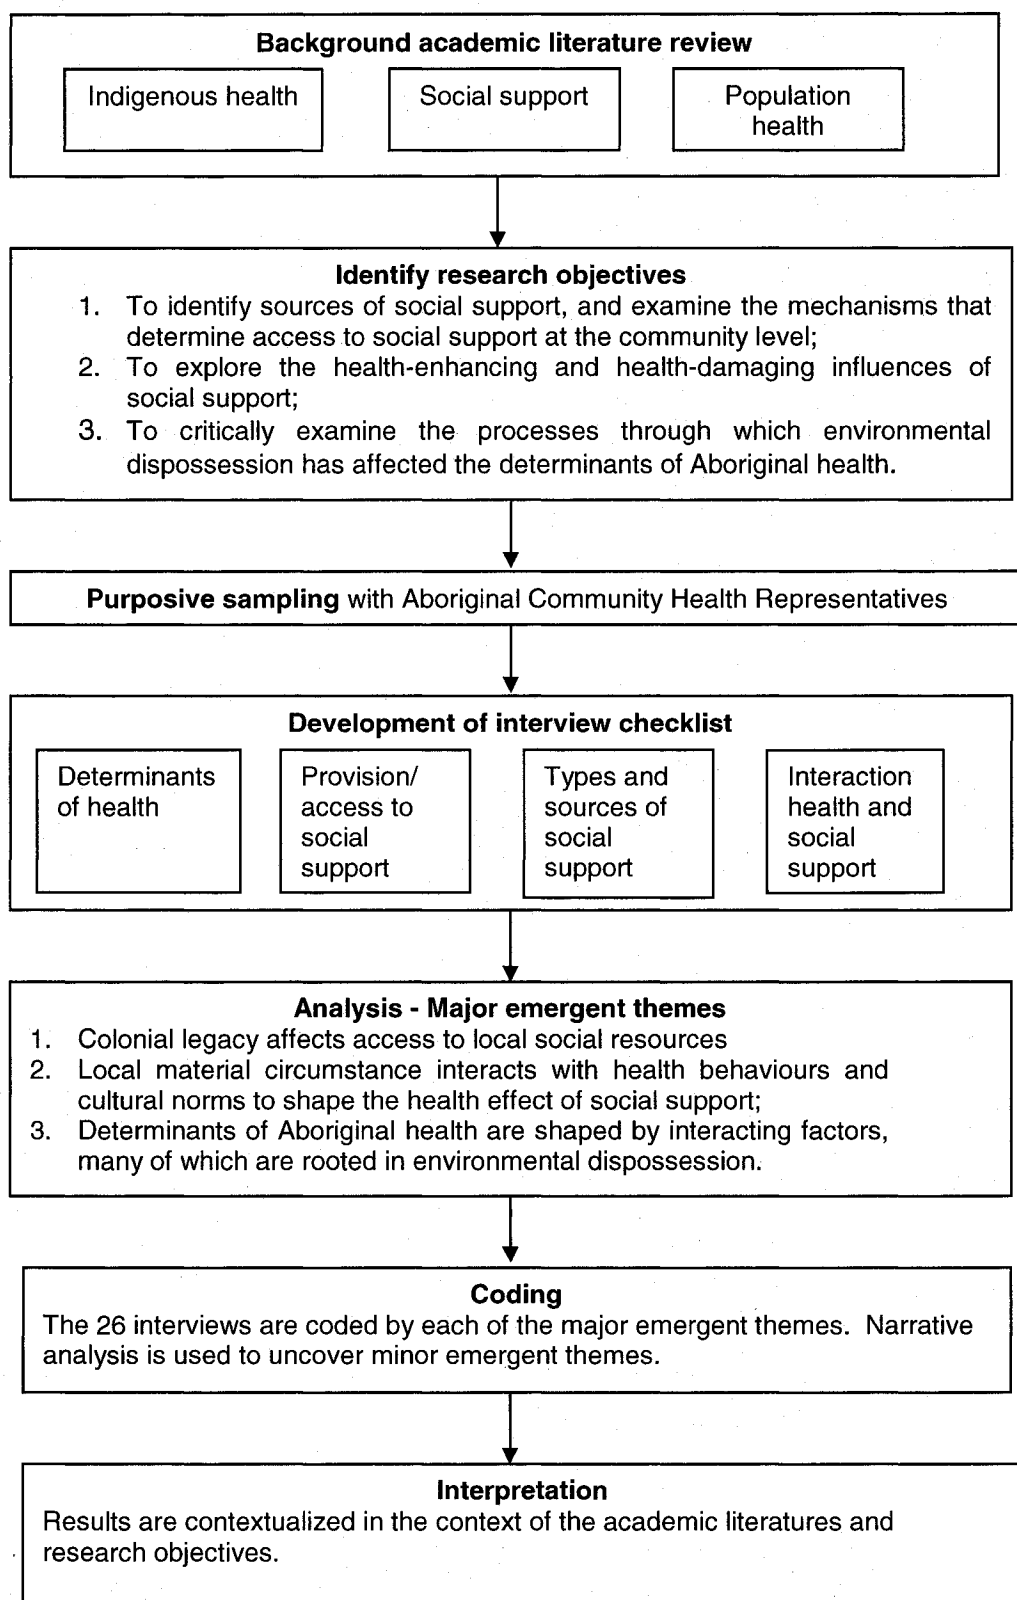 Background academic literature review
Indigenous health
Social support
Population
health
Identify research objectives
1. To identify sources of social support, and examine the mechanisms that
determine access to social support at the community level;
2. To explore the health-enhancing and health-damaging influences of
social support;
3. To critically examine the processes through which environmental
dispossession has affected the determinants of Aboriginal health.
Purposive sampling with Aboriginal Community Health Representatives
Development of interview checklist
Determinants
of health
Provision/
access to
social
support
Types and
sources of
social
support
Interaction
health and
social
support
Analysis - Major emergent themes
1. Colonial legacy affects access to local social resources
2. Local material circumstance interacts with health behaviours and
cultural norms to shape the health effect of social support;
3. Determinants of Aboriginal health are shaped by interacting factors,
many of which are rooted in environmental dispossession.
Coding
The 26 interviews are coded by each of the major emergent themes. Narrative
analysis is used to uncover minor emergent themes.
Interpretation
Results are contextualized in the context of the academic literatures and
research objectives.